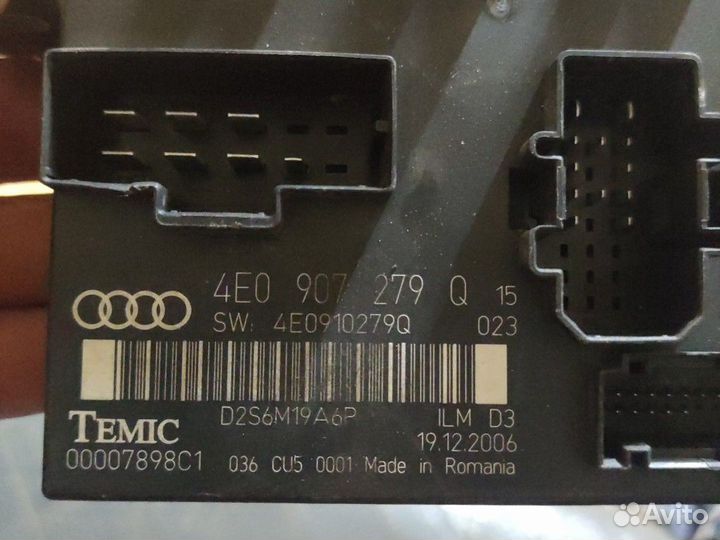 4E0 907 279 Q 15
SW: 4E0910279Q 023
D2S6M19A6P ILM D3
TEMIC 19.12.2006
00007898C1 036 CU5 0001 Made in Romania
Avito